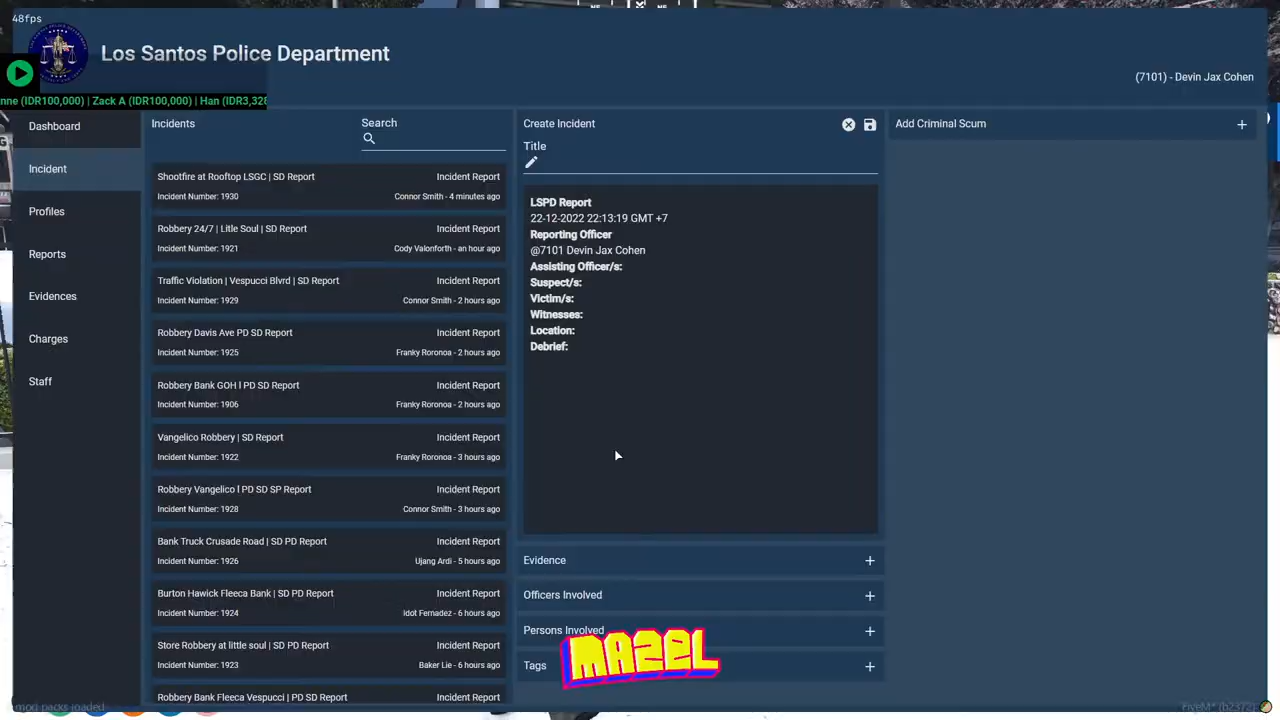 48fps
Los Santos Police Department
(7101) - Devin Jax Cohen
nne (IDR100,000) | Zack A (IDR100,000) | Han (IDR3,328
Dashboard
Incident
Profiles
Reports
Evidences
Charges
Staff
Incidents
Search
Shootfire at Rooftop LSGC | SD Report
Incident Report
Incident Number: 1930
Connor Smith - 4 minutes ago
Robbery 24/7 | Litle Soul | SD Report
Incident Report
Incident Number: 1921
Cody Valonforth - an hour ago
Traffic Violation | Vespucci Blvrd | SD Report
Incident Report
Incident Number: 1929
Connor Smith - 2 hours ago
Robbery Davis Ave PD SD Report
Incident Report
Incident Number: 1925
Franky Roronoa - 2 hours ago
Robbery Bank GOH l PD SD Report
Incident Report
Incident Number: 1906
Franky Roronoa - 2 hours ago
Vangelico Robbery | SD Report
Incident Report
Incident Number: 1922
Franky Roronoa - 3 hours ago
Robbery Vangelico l PD SD SP Report
Incident Report
Incident Number: 1928
Connor Smith - 3 hours ago
Bank Truck Crusade Road | SD PD Report
Incident Report
Incident Number: 1926
Ujang Ardi - 5 hours ago
Burton Hawick Fleeca Bank | SD PD Report
Incident Report
Incident Number: 1924
Idot Fernadez - 6 hours ago
Store Robbery at little soul | SD PD Report
Incident Report
Incident Number: 1923
Baker Lie - 6 hours ago
Robbery Bank Fleeca Vespucci | PD SD Report
Incident Report
Create Incident
Title
LSPD Report
22-12-2022 22:13:19 GMT +7
Reporting Officer
@7101 Devin Jax Cohen
Assisting Officer/s:
Suspect/s:
Victim/s:
Witnesses:
Location:
Debrief:
Evidence
Officers Involved
Persons Involved
Tags
MAZEL
Add Criminal Scum
mod packs loaded
FiveM* (b2372)